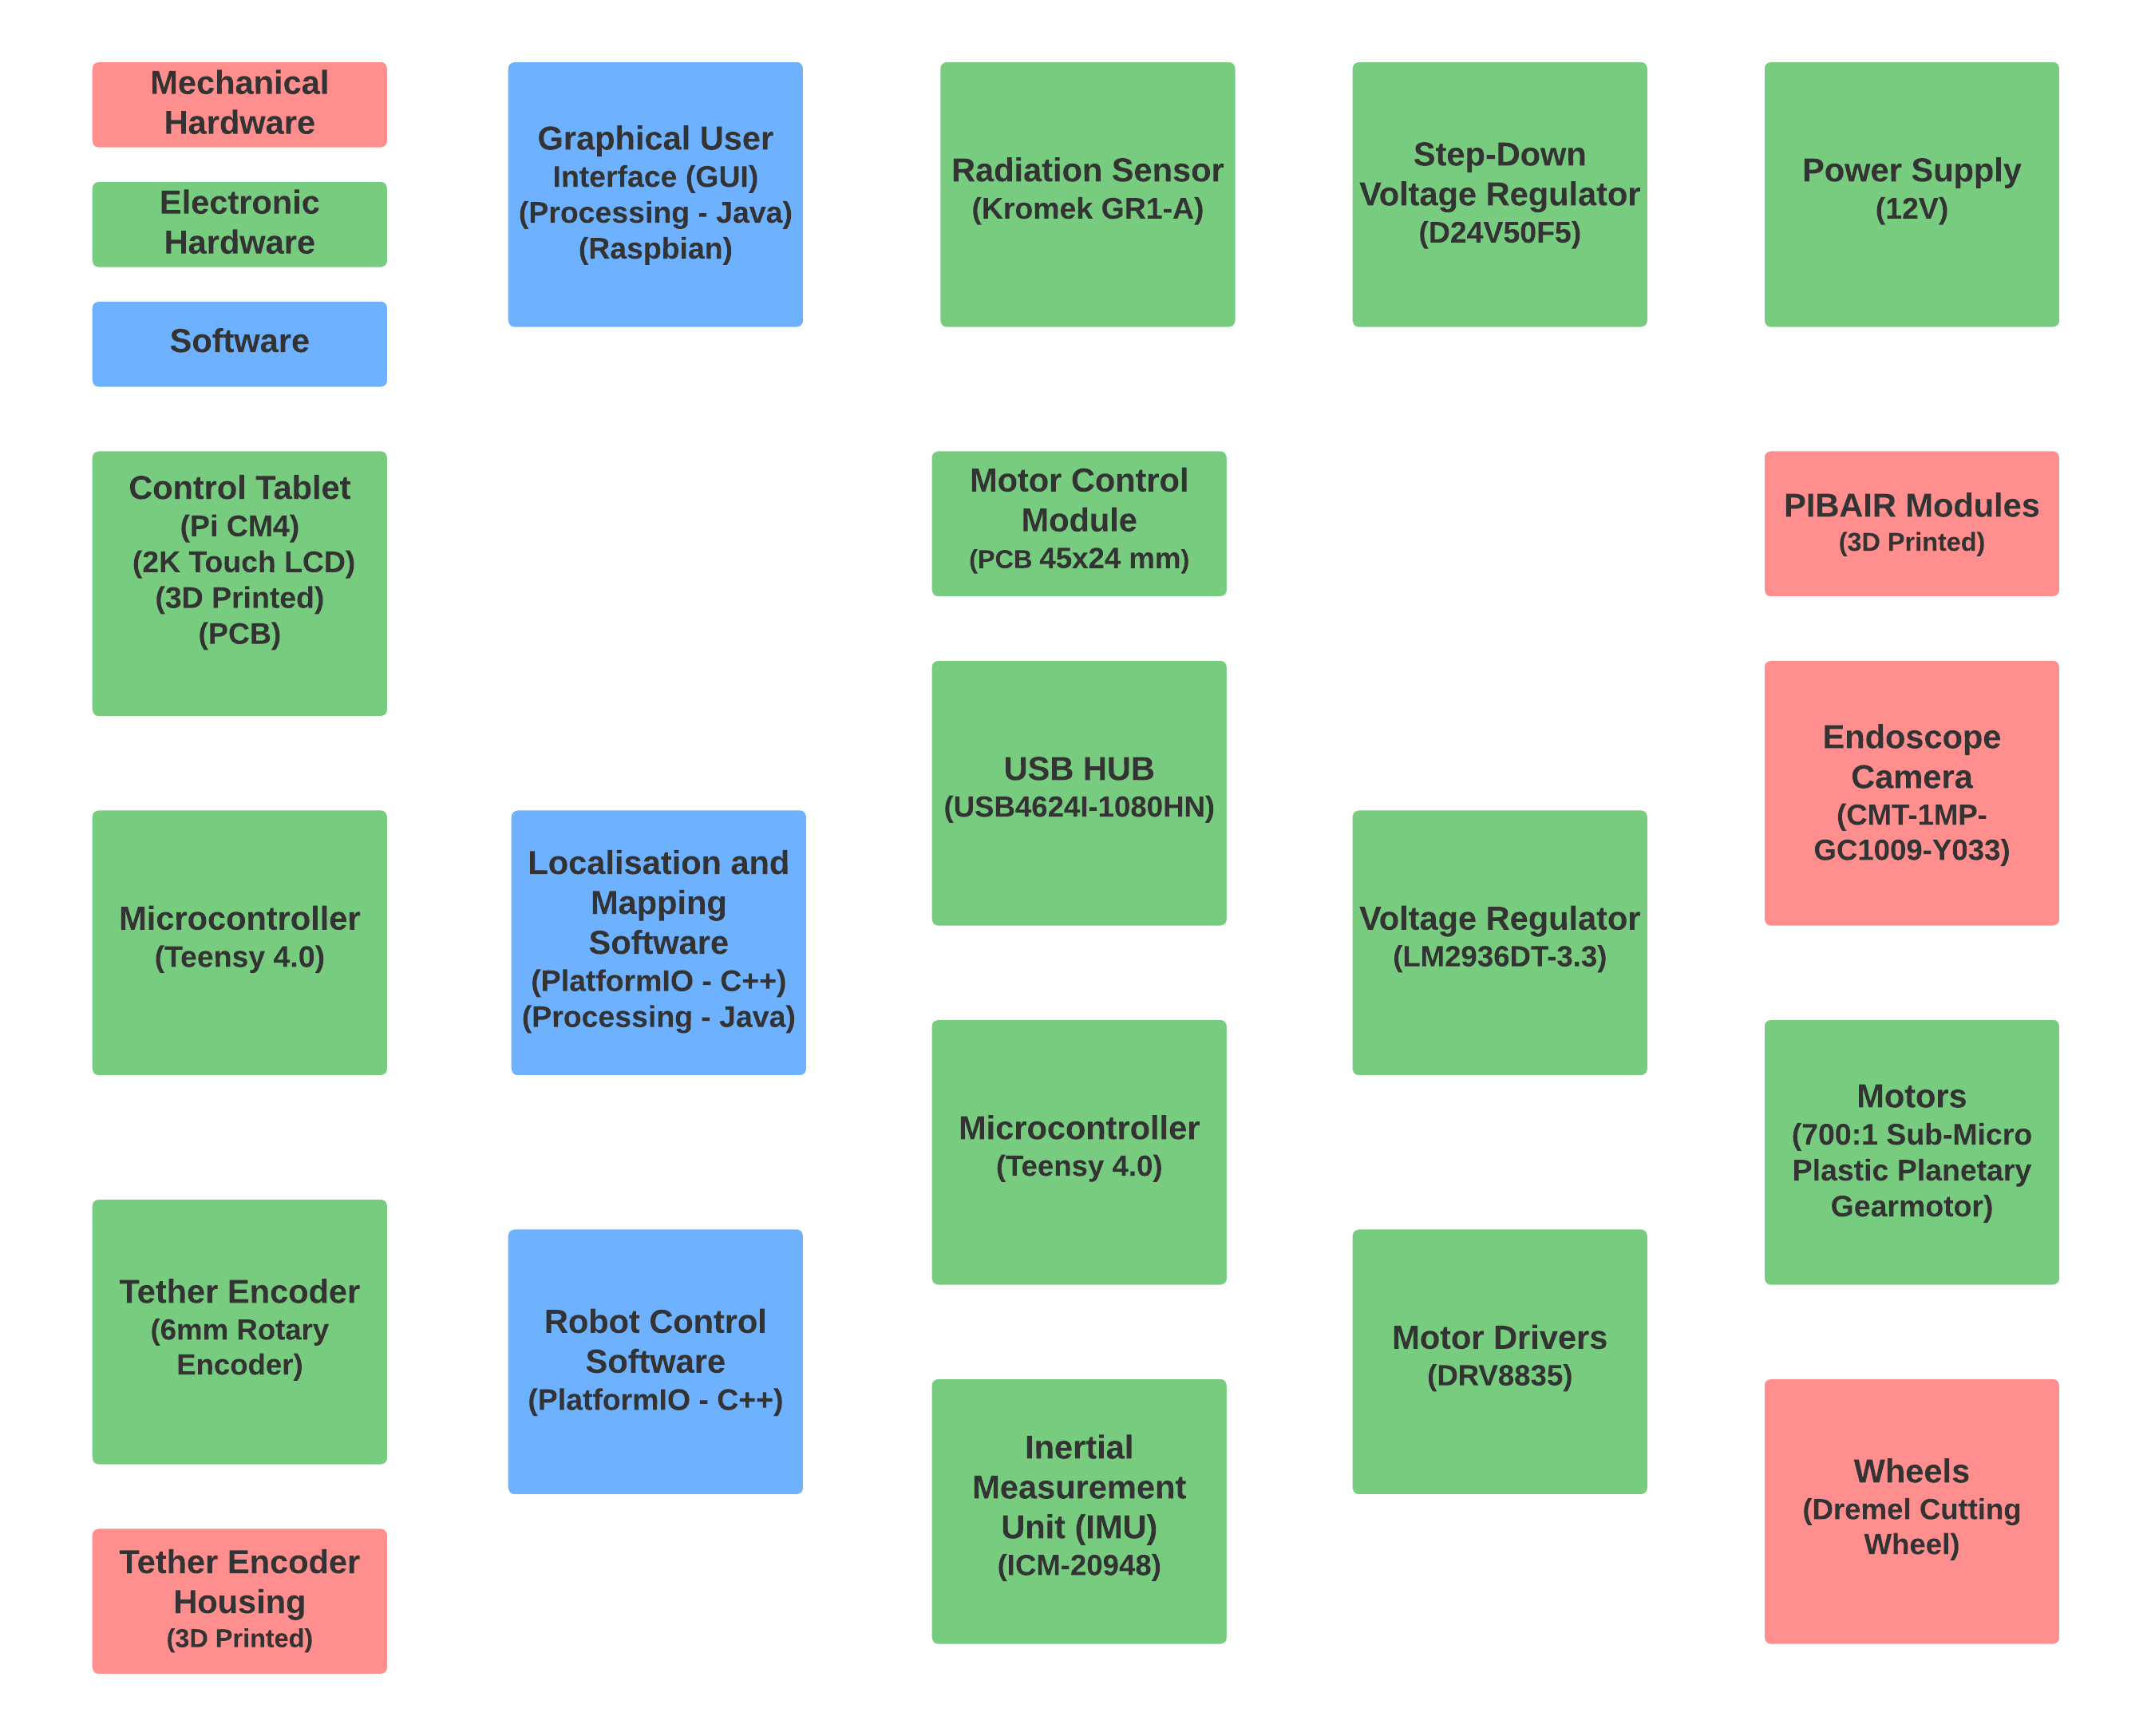 Mechanical
Hardware
Electronic
Hardware
Software
Graphical User
Interface (GUI)
(Processing - Java)
(Raspbian)
Radiation Sensor
(Kromek GR1-A)
Step-Down
Voltage Regulator
(D24V50F5)
Power Supply
(12V)
Control Tablet
(Pi CM4)
(2K Touch LCD)
(3D Printed)
(PCB)
Motor Control
Module
(PCB 45x24 mm)
PIBAIR Modules
(3D Printed)
USB HUB
(USB4624I-1080HN)
Endoscope
Camera
(CMT-1MP-
GC1009-Y033)
Microcontroller
(Teensy 4.0)
Localisation and
Mapping
Software
(PlatformIO - C++)
(Processing - Java)
Voltage Regulator
(LM2936DT-3.3)
Microcontroller
(Teensy 4.0)
Motors
(700:1 Sub-Micro
Plastic Planetary
Gearmotor)
Tether Encoder
(6mm Rotary
Encoder)
Robot Control
Software
(PlatformIO - C++)
Motor Drivers
(DRV8835)
Inertial
Measurement
Unit (IMU)
(ICM-20948)
Wheels
(Dremel Cutting
Wheel)
Tether Encoder
Housing
(3D Printed)